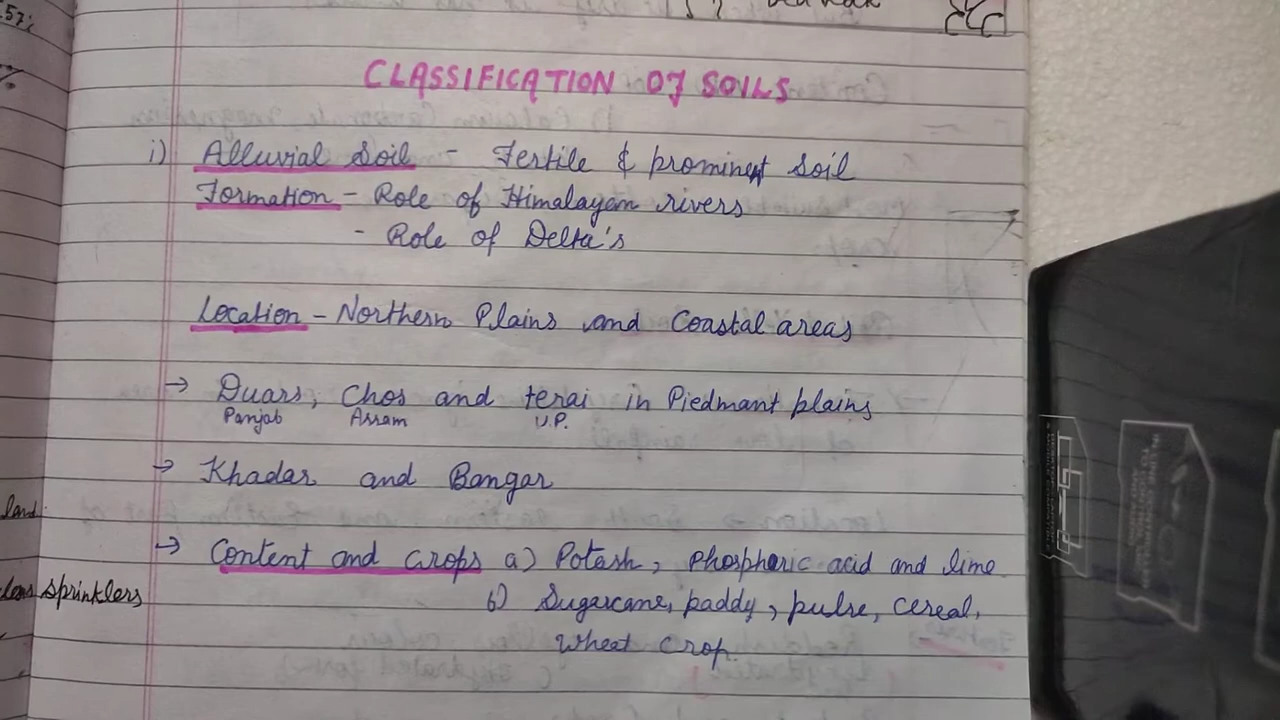 CLASSIFICATION OF SOILS
i) Alluvial Soil - Fertile & prominent soil
Formation - Role of Himalayan rivers
- Role of Delta's
Location - Northern Plains and Coastal areas
→ Duars, Chos and terai in Piedmant plains
Panjab Assram U.P.
→ Khadar and Bangar
→ Content and crops a) Potash, Phosphoric acid and lime
b) Sugarcane, paddy, pulse, cereal,
Wheat crop.
land
sprinklers